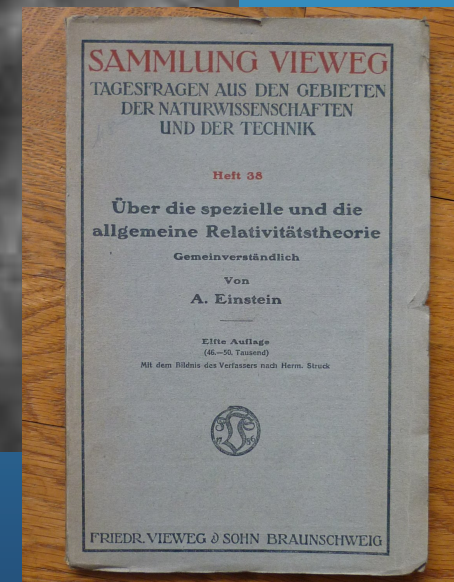 SAMMLUNG VIEWEG
TAGESFRAGEN AUS DEN GEBIETEN
DER NATURWISSENSCHAFTEN
UND DER TECHNIK
Heft 38
Über die spezielle und die
allgemeine Relativitätstheorie
Gemeinverständlich
Von
A. Einstein
Elfte Auflage
(46.—50. Tausend)
Mit dem Bildnis des Verfassers nach Herm. Struck
FRIEDR. VIEWEG & SOHN BRAUNSCHWEIG